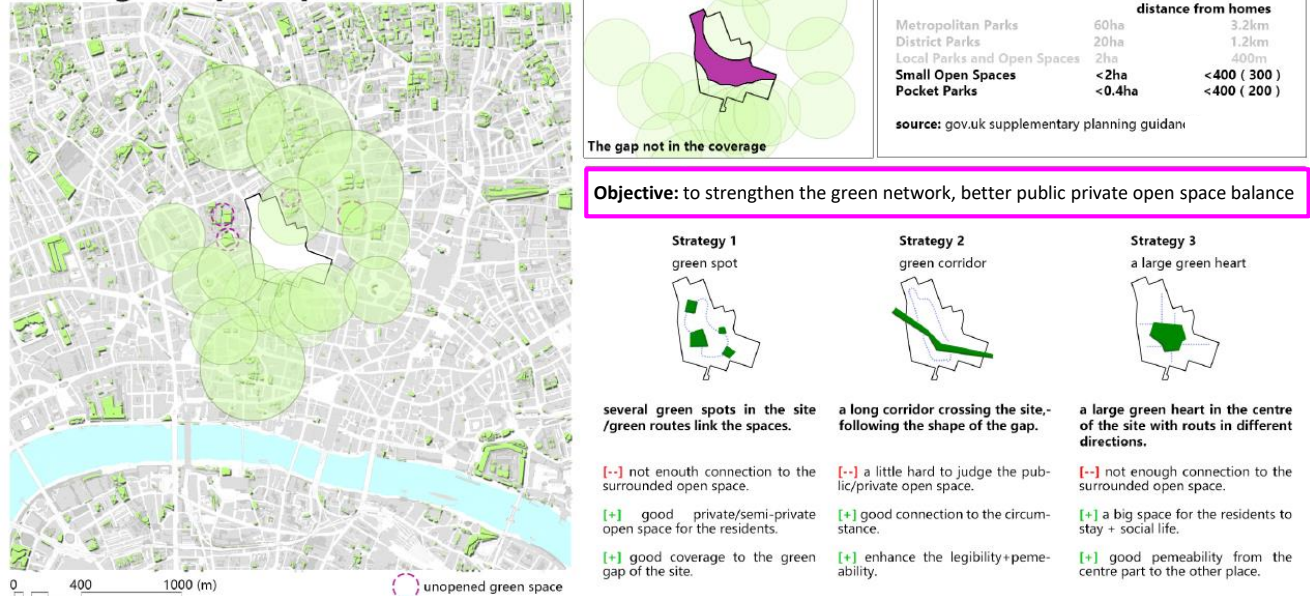 distance from homes
Metropolitan Parks 60ha 3.2km
District Parks 20ha 1.2km
Local Parks and Open Spaces 2ha 400m
Small Open Spaces <2ha <400 ( 300 )
Pocket Parks <0.4ha <400 ( 200 )
source: gov.uk supplementary planning guidanc
The gap not in the coverage
Objective: to strengthen the green network, better public private open space balance
Strategy 1
green spot
several green spots in the site
/green routes link the spaces.
[--] not enouth connection to the
surrounded open space.
[+] good private/semi-private
open space for the residents.
[+] good coverage to the green
gap of the site.
Strategy 2
green corridor
a long corridor crossing the site,-
following the shape of the gap.
[--] a little hard to judge the pub-
lic/private open space.
[+] good connection to the circum-
stance.
[+] enhance the legibility+peme-
ability.
Strategy 3
a large green heart
a large green heart in the centre
of the site with routs in different
directions.
[--] not enough connection to the
surrounded open space.
[+] a big space for the residents to
stay + social life.
[+] good pemeability from the
centre part to the other place.
0 400 1000 (m)
unopened green space